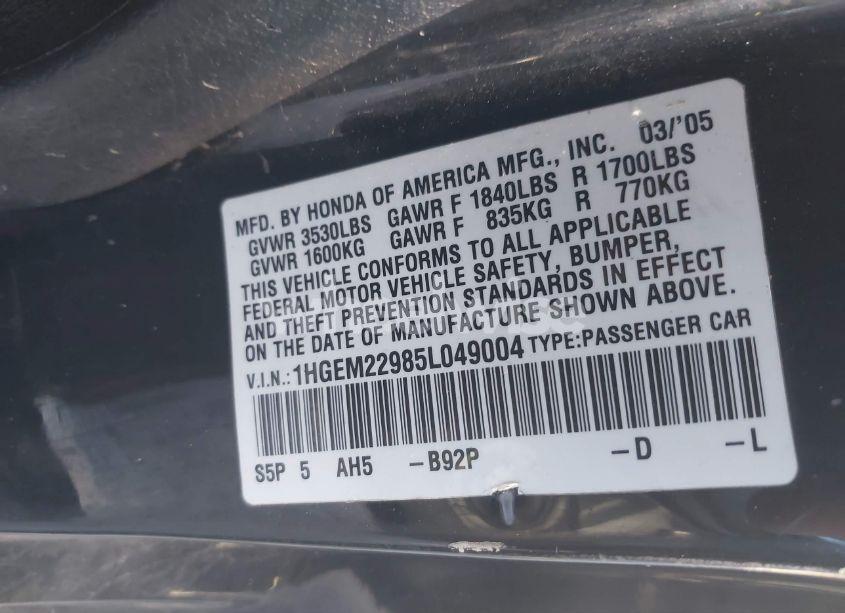 MFD. BY HONDA OF AMERICA MFG., INC. 03/'05
GVWR 3530LBS GAWR F 1840LBS R 1700LBS
GVWR 1600KG GAWR F 835KG R 770KG
THIS VEHICLE CONFORMS TO ALL APPLICABLE
FEDERAL MOTOR VEHICLE SAFETY, BUMPER,
AND THEFT PREVENTION STANDARDS IN EFFECT
ON THE DATE OF MANUFACTURE SHOWN ABOVE.
V.I.N.: 1HGEM22985L049004 TYPE:PASSENGER CAR
S5P 5 AH5 -B92P -D -L